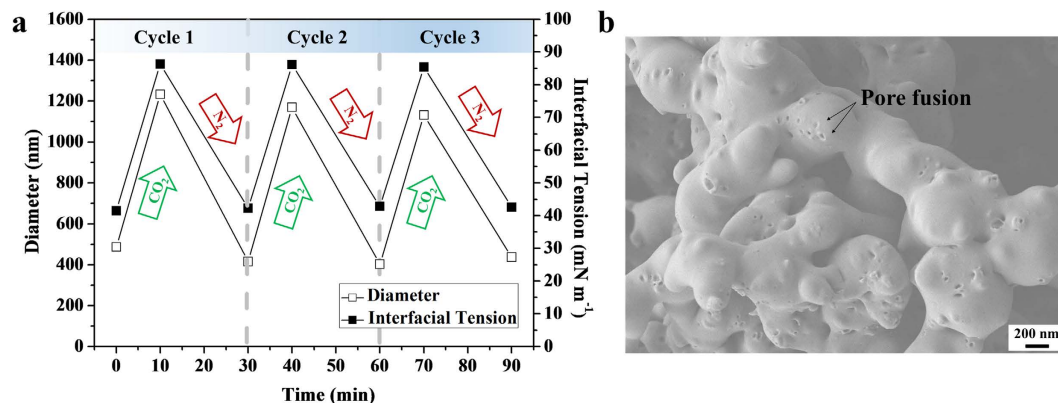 a
Cycle 1 Cycle 2 Cycle 3
1600
1400
1200
1000
800
600
400
200
0
Diameter (nm)
CO₂
N₂
CO₂
N₂
CO₂
N₂
Diameter
Interfacial Tension
100
90
80
70
60
50
40
30
20
10
0
Interfacial Tension (mN m⁻¹)
0 10 20 30 40 50 60 70 80 90
Time (min)
b
Pore fusion
200 nm